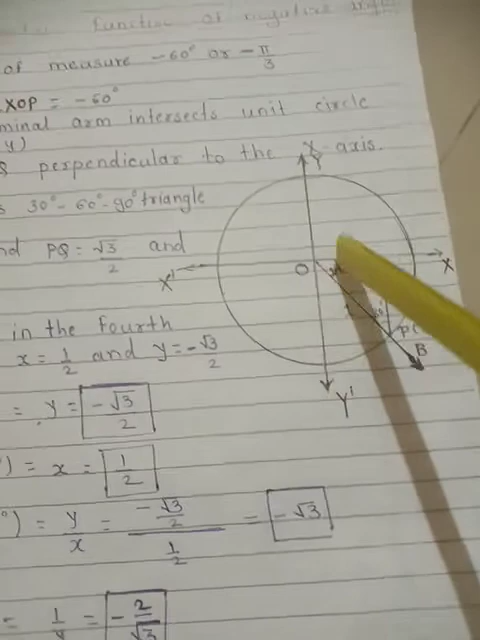 function of negative
of measure -60° or -π/3
XOP = -60°
minal arm intersects unit circle
y)
perpendicular to the X-axis.
30°-60°-90° triangle
nd PQ = √3/2 and
in the fourth
x = 1/2 and y = -√3/2
= y = -√3/2
°) = x = 1/2
°) = y/x = (-√3/2)/(1/2) = -√3
= 1/y = -2/√3
Y
X'
O
X
P(
B
Y'